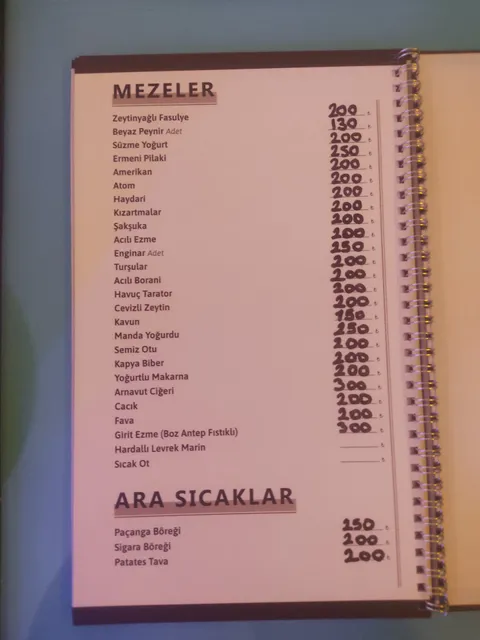 MEZELER
Zeytinyağlı Fasulye 200 ₺
Beyaz Peynir Adet 130 ₺
Süzme Yoğurt 200 ₺
Ermeni Pilaki 250 ₺
Amerikan 200 ₺
Atom 200 ₺
Haydari 200 ₺
Kızartmalar 200 ₺
Şakşuka 200 ₺
Acılı Ezme 200 ₺
Enginar Adet 250 ₺
Turşular 200 ₺
Acılı Borani 200 ₺
Havuç Tarator 200 ₺
Cevizli Zeytin 200 ₺
Kavun 150 ₺
Manda Yoğurdu 250 ₺
Semiz Otu 200 ₺
Kapya Biber 200 ₺
Yoğurtlu Makarna 200 ₺
Arnavut Ciğeri 300 ₺
Cacık 200 ₺
Fava 200 ₺
Girit Ezme (Boz Antep Fıstıklı) 300 ₺
Hardallı Levrek Marin ₺
Sıcak Ot ₺
ARA SICAKLAR
Paçanga Böreği 250 ₺
Sigara Böreği 200 ₺
Patates Tava 200 ₺